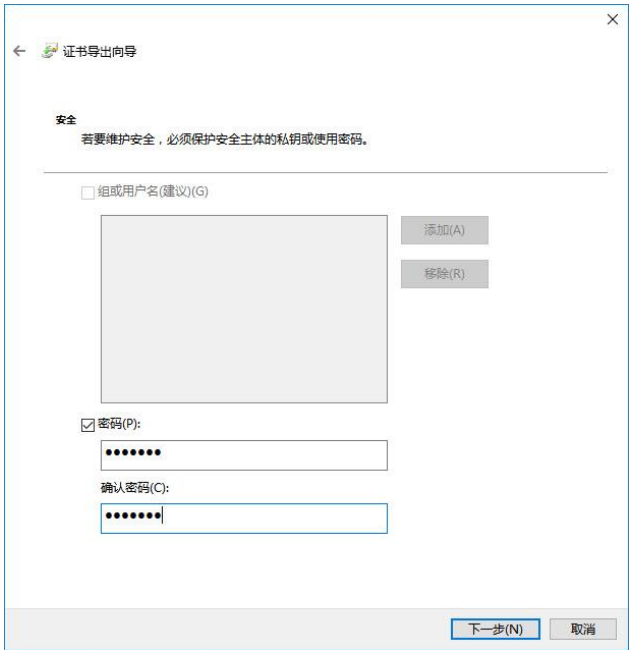 证书导出向导
安全
若要维护安全，必须保护安全主体的私钥或使用密码。
组或用户名(建议)(G)
添加(A)
移除(R)
密码(P):
●●●●●●●
确认密码(C):
●●●●●●●
下一步(N)
取消